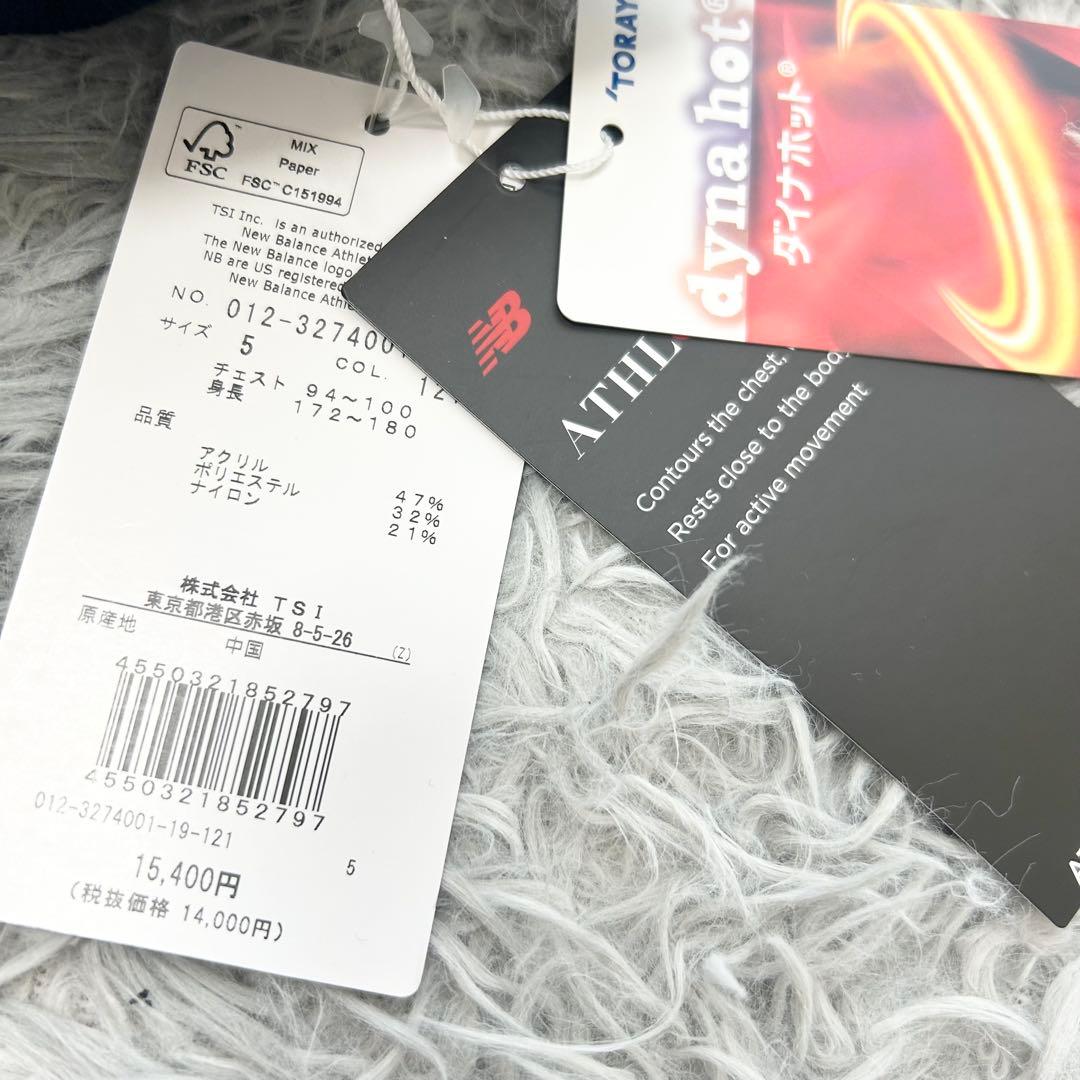 FSC
MIX
Paper
FSC™ C151994
TSI Inc. is an authorized
New Balance Athlet
The New Balance logo
NB are US registered
New Balance Athle
NO. 012-3274001
サイズ 5 COL. 121
チェスト 94～100
身長 172～180
品質
アクリル 47%
ポリエステル 32%
ナイロン 21%
株式会社 TSI
東京都港区赤坂 8-5-26
原産地 中国 (Z)
4550321852797
4550321852797
012-3274001-19-121
5
15,400円
(税抜価格 14,000円)
NB
ATHL
Contours the chest,
Rests close to the body
For active movement
'TORAY
dyna hot®
ダイナホット®